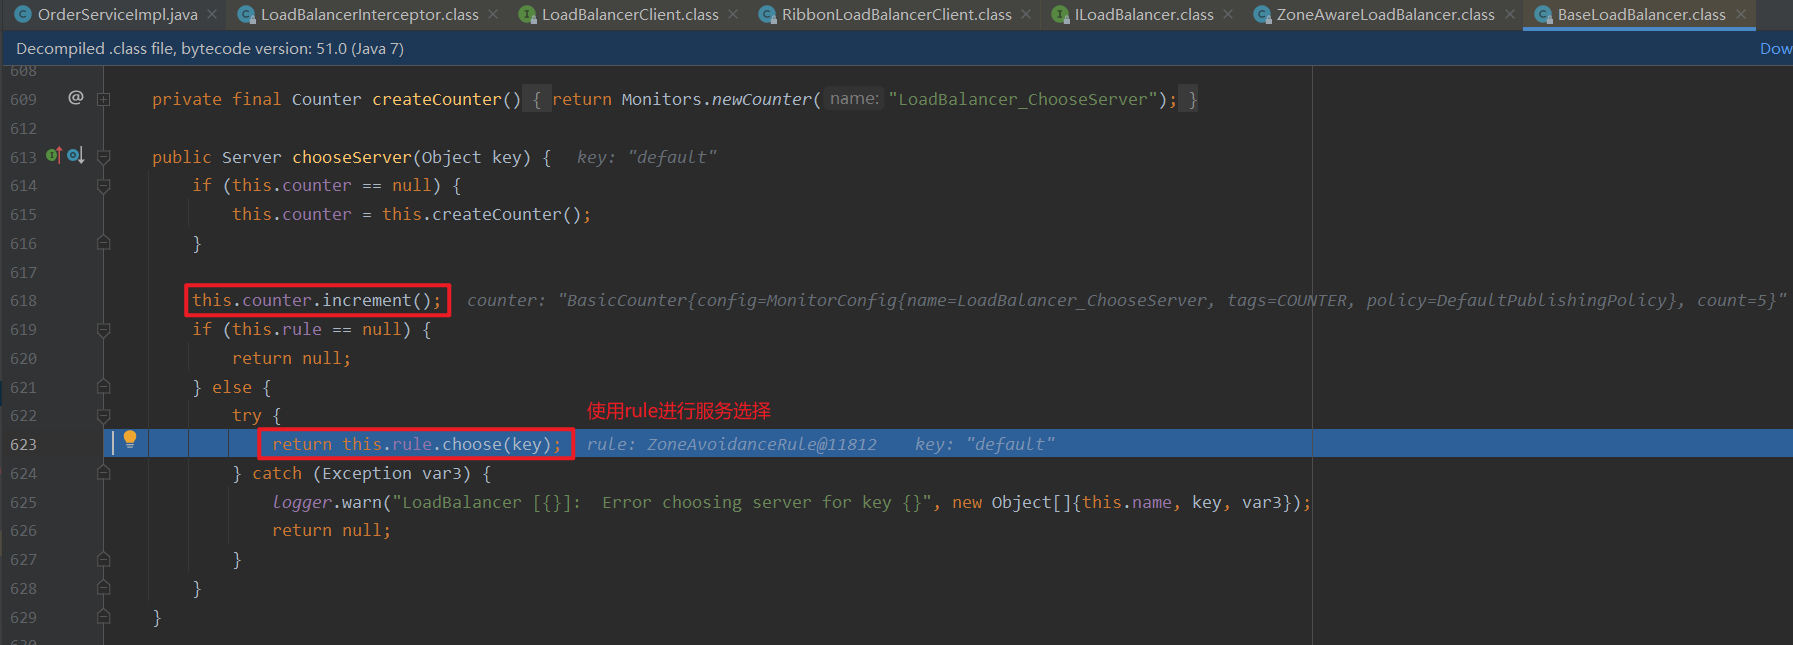 OrderServiceImpl.java LoadBalancerInterceptor.class LoadBalancerClient.class RibbonLoadBalancerClient.class ILoadBalancer.class ZoneAwareLoadBalancer.class BaseLoadBalancer.class
Decompiled .class file, bytecode version: 51.0 (Java 7) Dow
608
609 @ private final Counter createCounter() { return Monitors.newCounter( name: "LoadBalancer_ChooseServer"); }
612
613 public Server chooseServer(Object key) { key: "default"
614 if (this.counter == null) {
615 this.counter = this.createCounter();
616 }
617
618 this.counter.increment(); counter: "BasicCounter{config=MonitorConfig{name=LoadBalancer_ChooseServer, tags=COUNTER, policy=DefaultPublishingPolicy}, count=5}"
619 if (this.rule == null) {
620 return null;
621 } else {
使用rule进行服务选择
622 try {
623 return this.rule.choose(key); rule: ZoneAvoidanceRule@11812 key: "default"
624 } catch (Exception var3) {
625 logger.warn("LoadBalancer [{}]:  Error choosing server for key {}", new Object[]{this.name, key, var3});
626 return null;
627 }
628 }
629 }
630